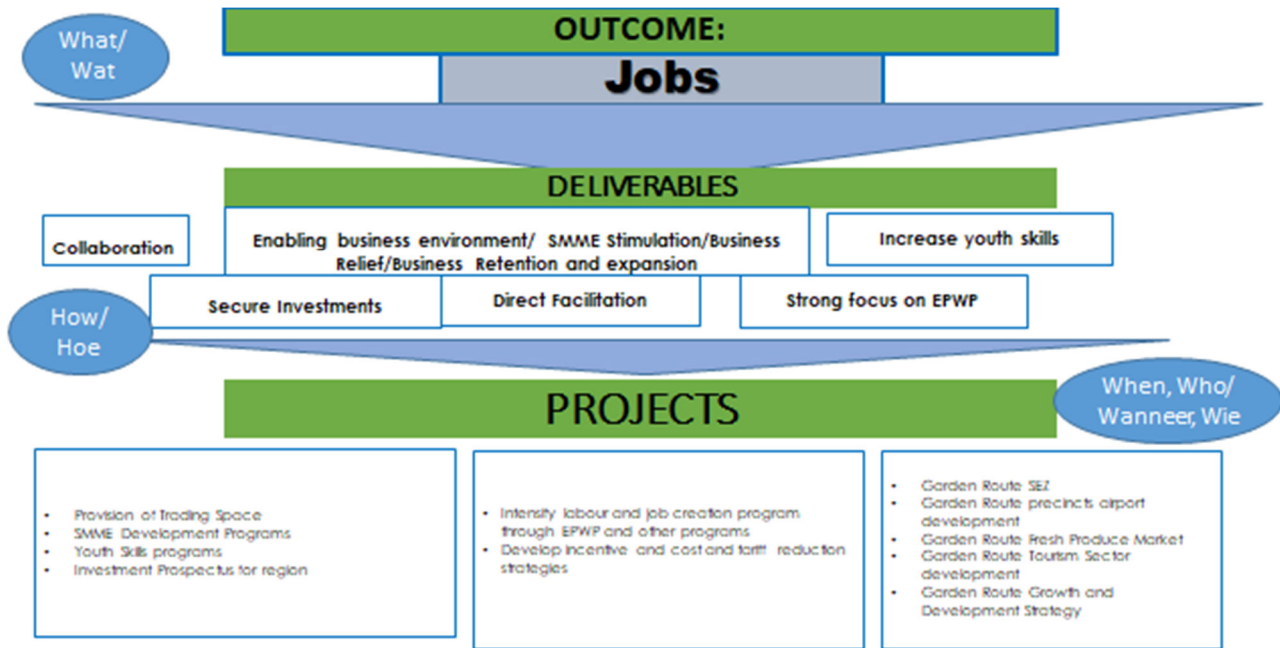 What/
Wat
OUTCOME:
Jobs
DELIVERABLES
Collaboration
Enabling business environment/ SMME Stimulation/Business
Relief/Business Retention and expansion
Increase youth skills
Secure Investments
Direct Facilitation
Strong focus on EPWP
How/
Hoe
PROJECTS
When, Who/
Wanneer, Wie
• Provision of Trading Space
• SMME Development Programs
• Youth Skills programs
• Investment Prospectus for region
• Intensify labour and job creation program
through EPWP and other programs
• Develop incentive and cost and tariff reduction
strategies
• Garden Route SEZ
• Garden Route precincts airport
development
• Garden Route Fresh Produce Market
• Garden Route Tourism Sector
development
• Garden Route Growth and
Development Strategy